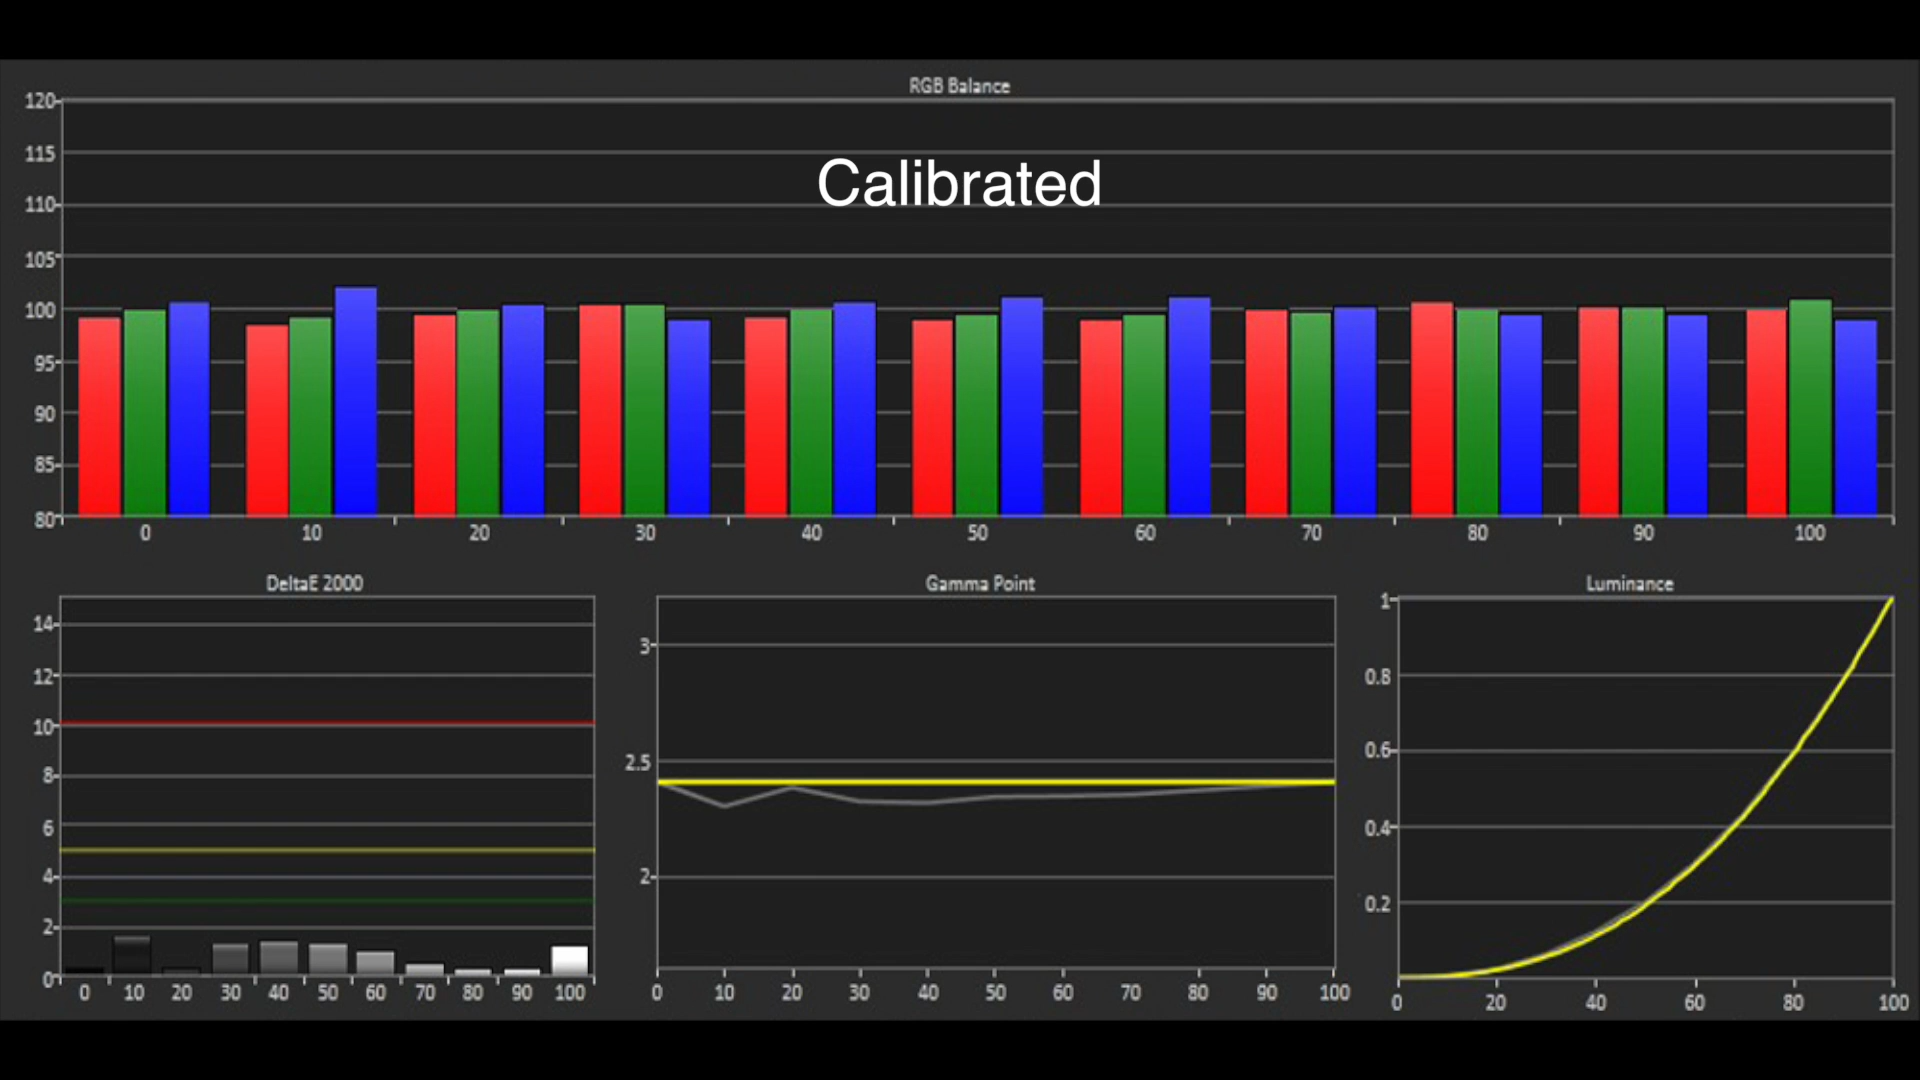 RGB Balance
Calibrated
120
115
110
105
100
95
90
85
80
0 10 20 30 40 50 60 70 80 90 100
DeltaE 2000
14
12
10
8
6
4
2
0
0 10 20 30 40 50 60 70 80 90 100
Gamma Point
3
2.5
2
0 10 20 30 40 50 60 70 80 90 100
Luminance
1
0.8
0.6
0.4
0.2
0 20 40 60 80 100